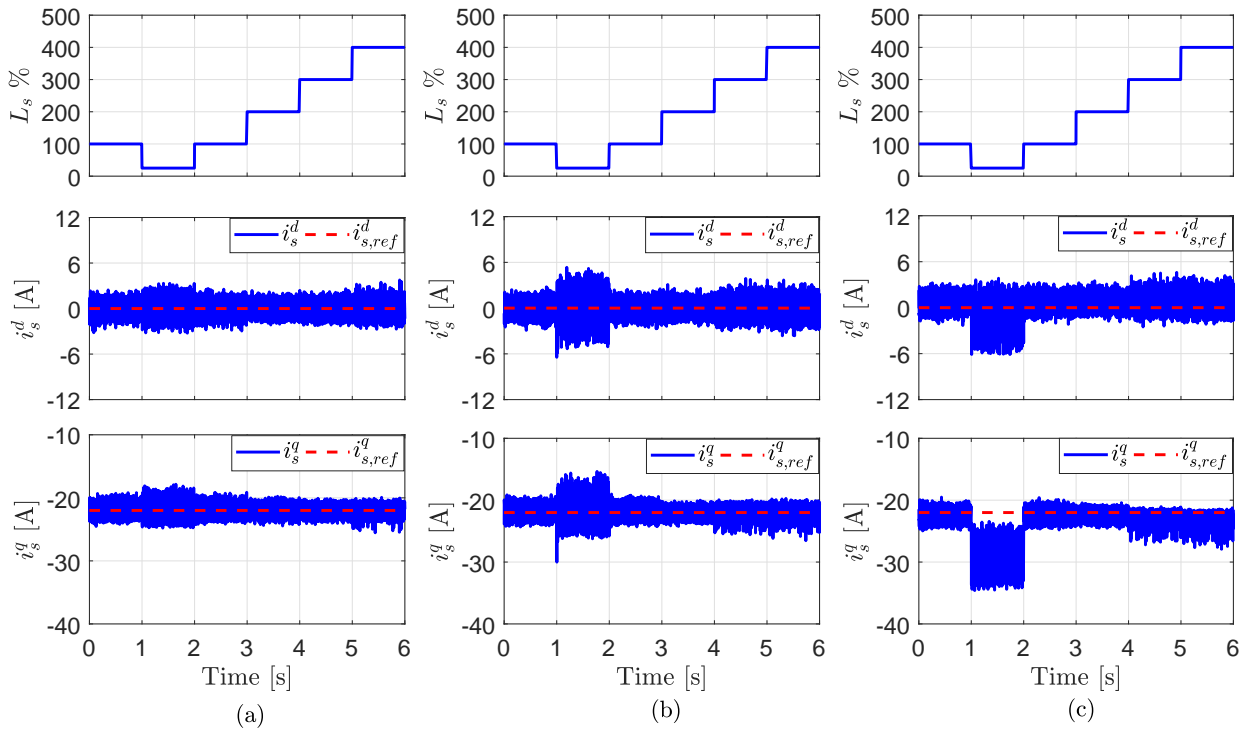 500
400
300
200
100
0
L_s %
12
6
0
-6
-12
i_s^d [A]
i_s^d i_{s,ref}^d
-10
-20
-30
-40
i_s^q [A]
i_s^q i_{s,ref}^q
0 1 2 3 4 5 6
Time [s]
(a)
500
400
300
200
100
0
L_s %
12
6
0
-6
-12
i_s^d [A]
i_s^d i_{s,ref}^d
-10
-20
-30
-40
i_s^q [A]
i_s^q i_{s,ref}^q
0 1 2 3 4 5 6
Time [s]
(b)
500
400
300
200
100
0
L_s %
12
6
0
-6
-12
i_s^d [A]
i_s^d i_{s,ref}^d
-10
-20
-30
-40
i_s^q [A]
i_s^q i_{s,ref}^q
0 1 2 3 4 5 6
Time [s]
(c)